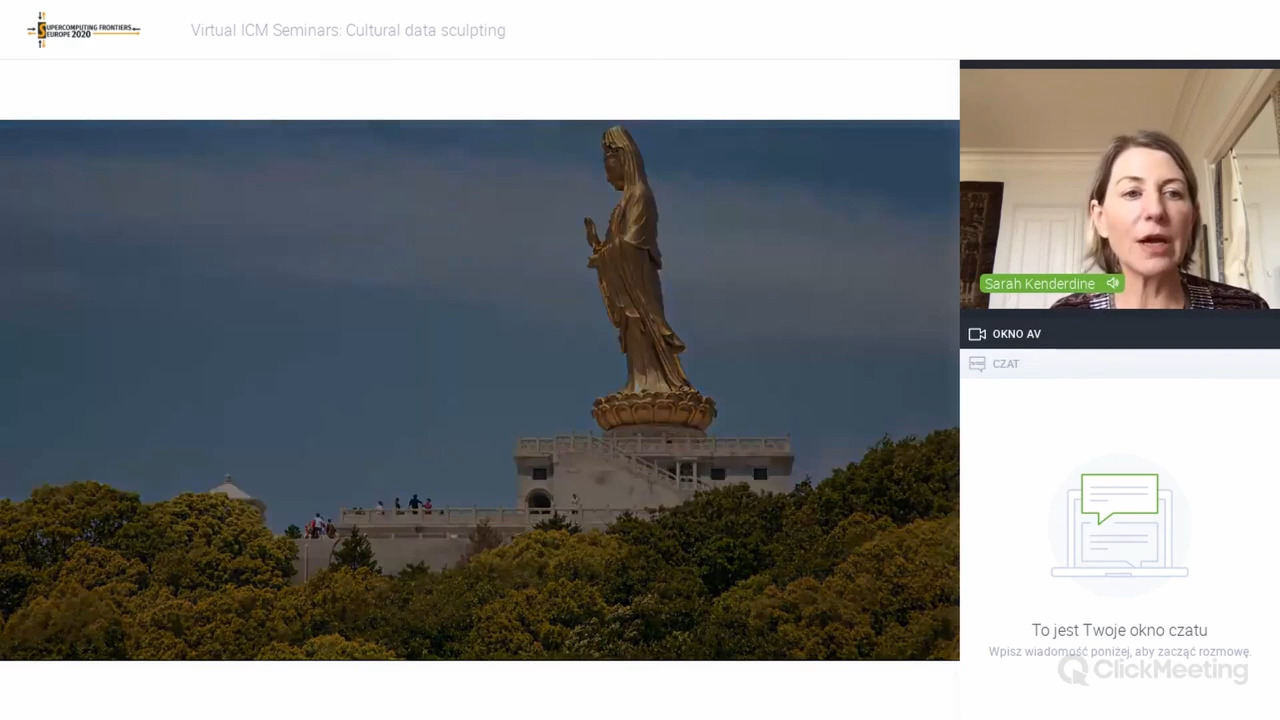 SUPERCOMPUTING FRONTIERS
EUROPE 2020
Virtual ICM Seminars: Cultural data sculpting
Sarah Kenderdine
OKNO AV
CZAT
To jest Twoje okno czatu
Wpisz wiadomość poniżej, aby zacząć rozmowę.
ClickMeeting